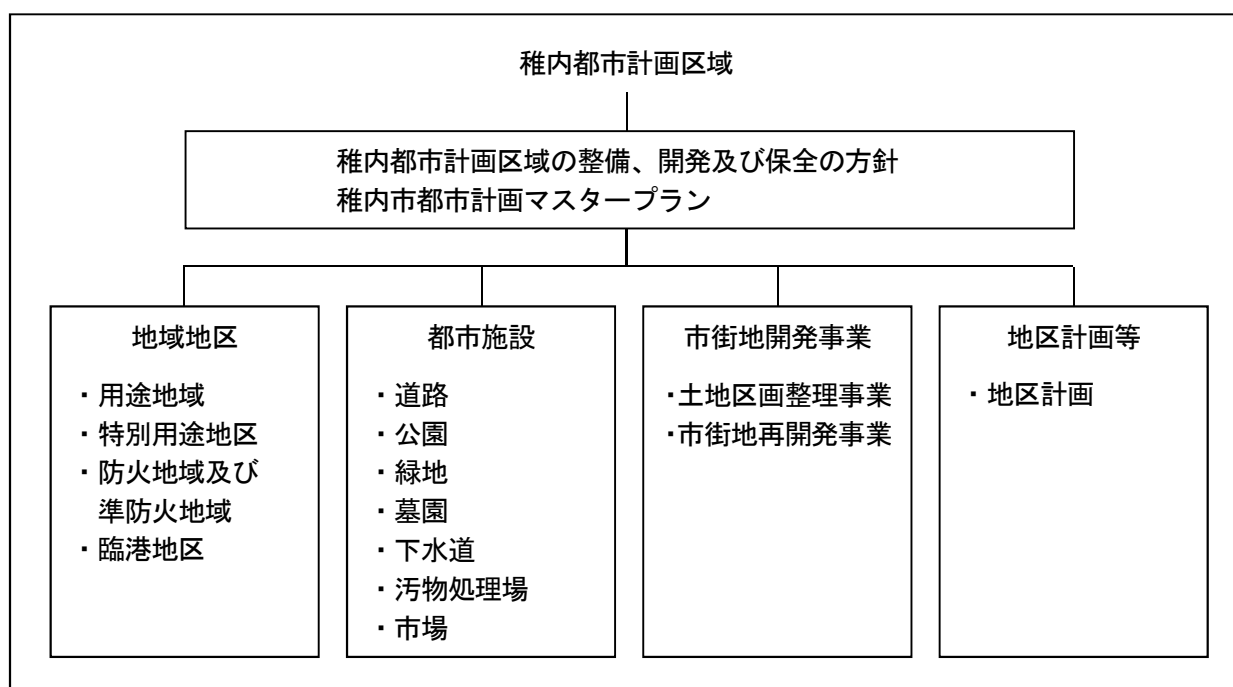 稚内都市計画区域
稚内都市計画区域の整備、開発及び保全の方針
稚内市都市計画マスタープラン
地域地区
・用途地域
・特別用途地区
・防火地域及び
準防火地域
・臨港地区
都市施設
・道路
・公園
・緑地
・墓園
・下水道
・汚物処理場
・市場
市街地開発事業
・土地区画整理事業
・市街地再開発事業
地区計画等
・地区計画